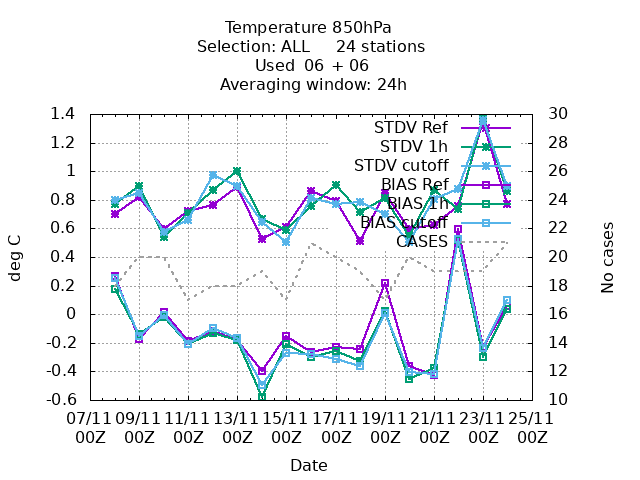 Temperature 850hPa
Selection: ALL 24 stations
Used 06 + 06
Averaging window: 24h
1.4
1.2
1
0.8
0.6
0.4
0.2
0
-0.2
-0.4
-0.6
deg C
STDV Ref
STDV 1h
STDV cutoff
BIAS Ref
BIAS 1h
BIAS cutoff
CASES
30
28
26
24
22
20
18
16
14
12
10
No cases
07/11 09/11 11/11 13/11 15/11 17/11 19/11 21/11 23/11 25/11
00Z 00Z 00Z 00Z 00Z 00Z 00Z 00Z 00Z 00Z
Date